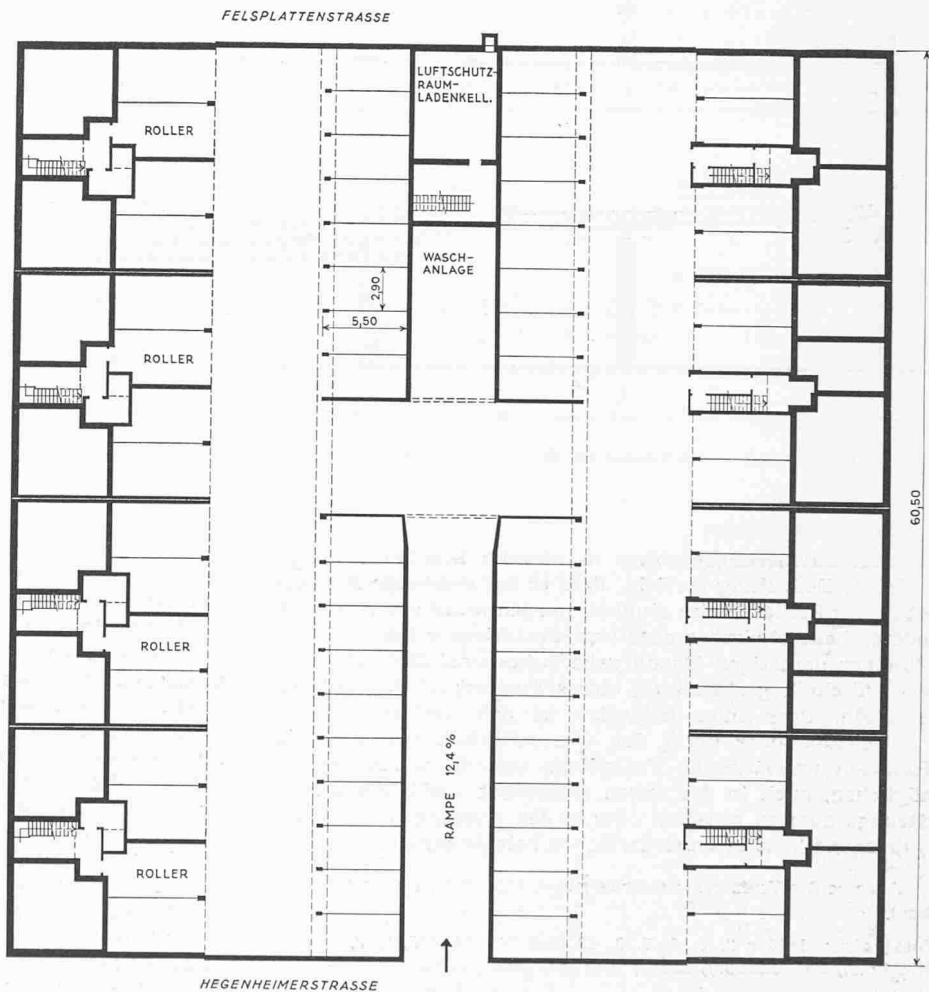 FELSPLATTENSTRASSE
LUFTSCHUTZ-
RAUM-
LADENKELL.
ROLLER
WASCH-
ANLAGE
2,90
5,50
ROLLER
60,50
ROLLER
RAMPE 12,4 %
ROLLER
HEGENHEIMERSTRASSE